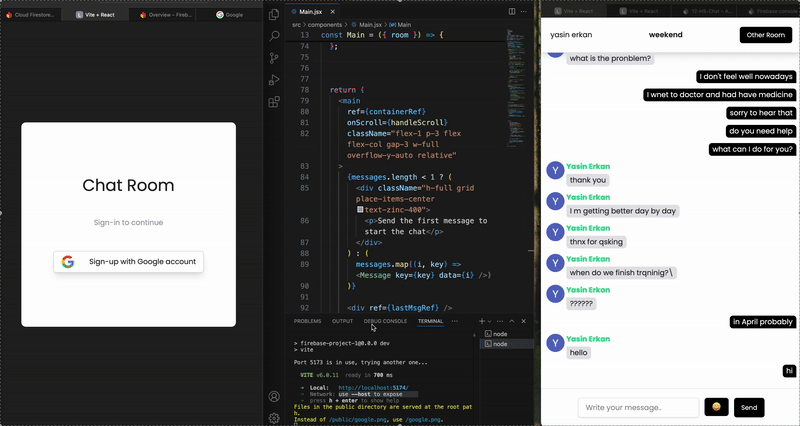 Cloud Firestore...
Vite + React
Overview – Fireb...
Google
Chat Room
Sign-in to continue
Sign-up with Google account
Main.jsx
src > components > Main.jsx > Main
13 const Main = ({ room }) => {
74 };
75
76
77
78 return (
79 <main
80 ref={containerRef}
81 onScroll={handleScroll}
82 className="flex-1 p-3 flex
flex-col gap-3 w-full
overflow-y-auto relative"
83 >
84 {messages.length < 1 ? (
85 <div className="h-full grid
place-items-center
text-zinc-400">
86 <p>Send the first message to
start the chat</p>
87 </div>
88 ) : (
89 messages.map((i, key) =>
<Message key={key} data={i} />)
90 )}
91
92 <div ref={lastMsgRef} />
PROBLEMS
OUTPUT
DEBUG CONSOLE
TERMINAL
node
node
> firebase-project-1@0.0.0 dev
> vite
Port 5173 is in use, trying another one...
VITE v6.0.11 ready in 700 ms
➜ Local: http://localhost:5174/
➜ Network: use --host to expose
➜ press h + enter to show help
Files in the public directory are served at the root pat
h.
Instead of /public/google.png, use /google.png.
Vite + React
Vite + React
Firebase console
yasin erkan
weekend
Other Room
what is the pronblem?
I don't feel well nowadays
I wnet to doctor and had have medicine
sorry to hear that
do you need help
what can I do for you?
Y
Yasin Erkan
thank you
Y
Yasin Erkan
I m getting better day by day
Y
Yasin Erkan
thnx for qsking
Y
Yasin Erkan
when do we finish trqninig?\
Y
Yasin Erkan
??????
in April probably
Y
Yasin Erkan
hello
hi
Write your message..
Send